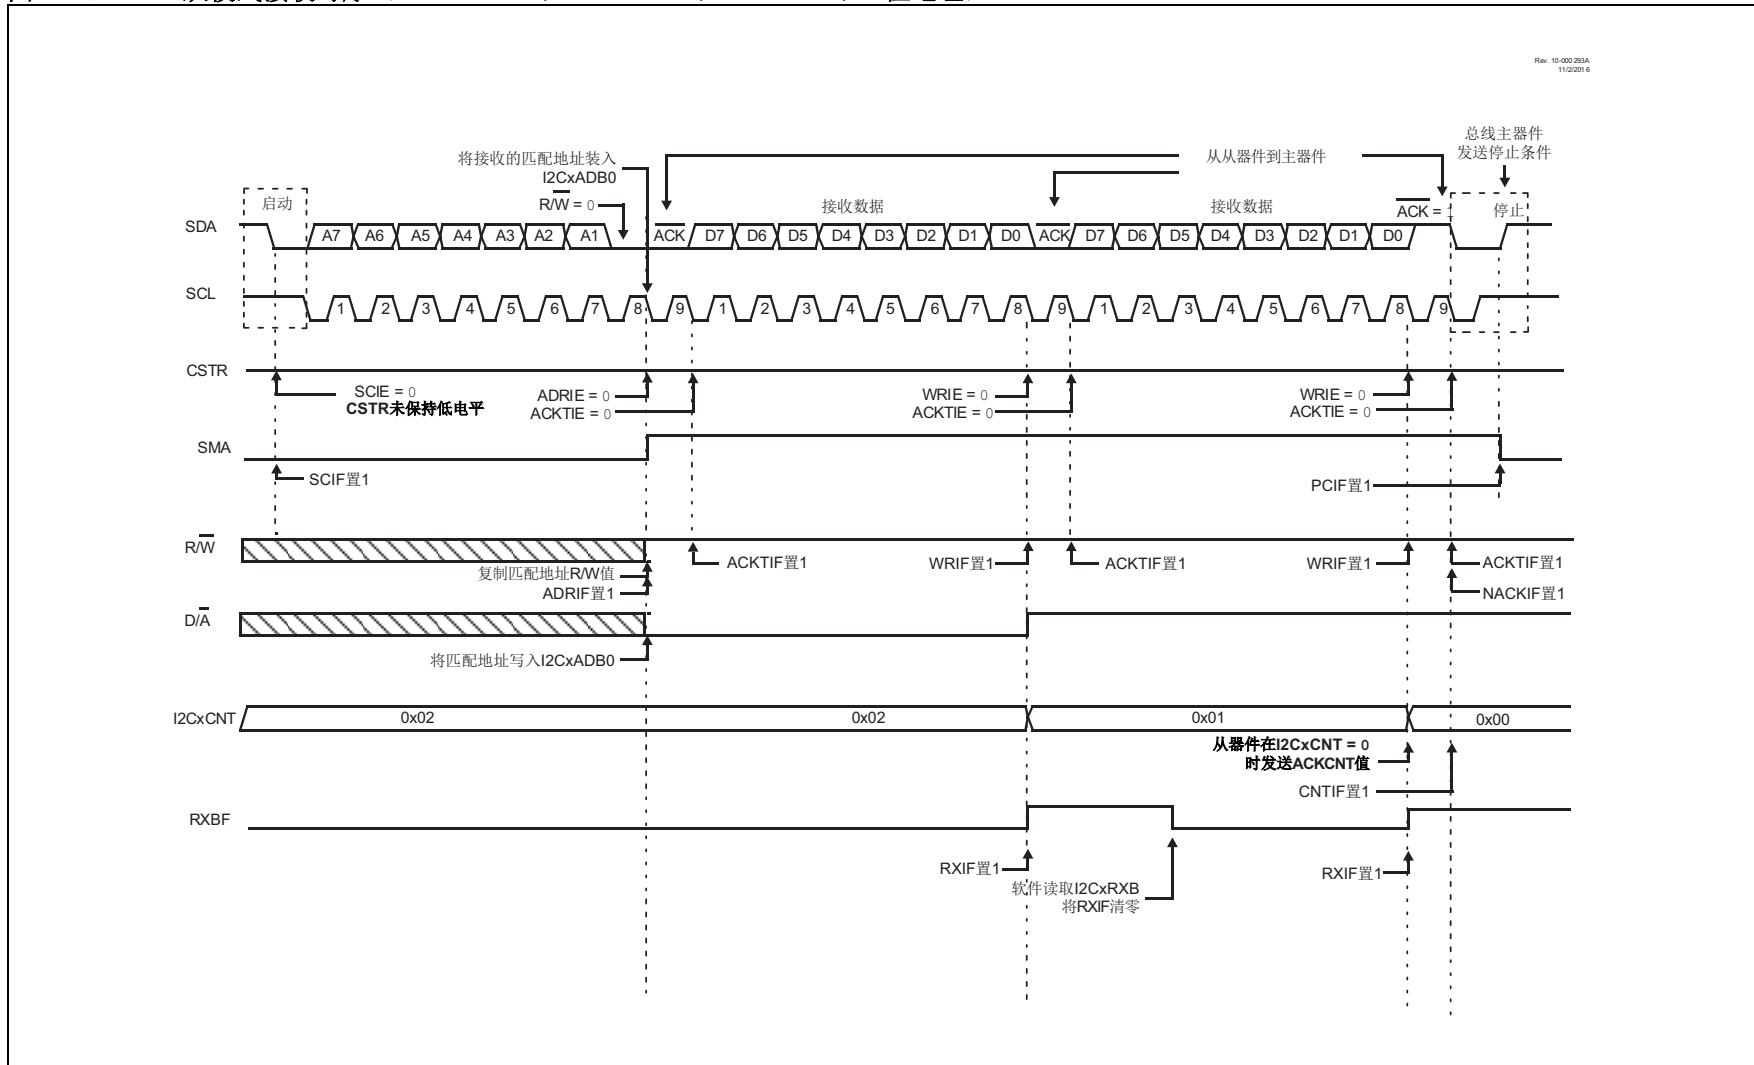 Rev. 10-000 293A
11/2/2016
总线主器件
发送停止条件
将接收的匹配地址装入
I2CxADB0
从从器件到主器件
R/W = 0
启动
接收数据
接收数据
ACK = 1
停止
SDA
A7 A6 A5 A4 A3 A2 A1 ACK D7 D6 D5 D4 D3 D2 D1 D0 ACK D7 D6 D5 D4 D3 D2 D1 D0
SCL
1 2 3 4 5 6 7 8 9 1 2 3 4 5 6 7 8 9 1 2 3 4 5 6 7 8 9
CSTR
SCIE = 0
CSTR未保持低电平
ADRIE = 0
ACKTIE = 0
WRIE = 0
ACKTIE = 0
WRIE = 0
ACKTIE = 0
SMA
SCIF置1
PCIF置1
R/W
复制匹配地址R/W值
ADRIF置1
ACKTIF置1
WRIF置1
ACKTIF置1
WRIF置1
ACKTIF置1
NACKIF置1
D/A
将匹配地址写入I2CxADB0
I2CxCNT
0x02
0x02
0x01
0x00
从器件在I2CxCNT = 0
时发送ACKCNT值
CNTIF置1
RXBF
RXIF置1
软件读取I2CxRXB
将RXIF清零
RXIF置1